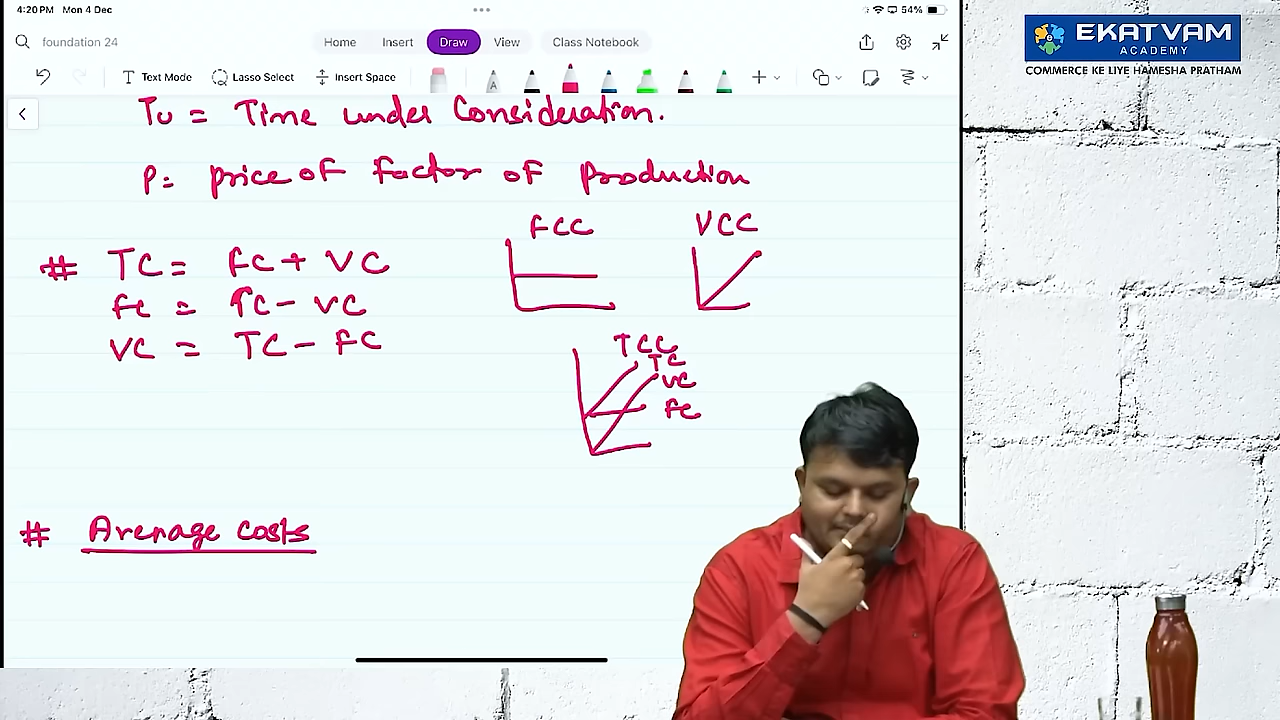 4:20 PM Mon 4 Dec
54%
foundation 24
Home Insert Draw View Class Notebook
Text Mode Lasso Select Insert Space
EKATVAM
ACADEMY
COMMERCE KE LIYE HAMESHA PRATHAM
Tu = Time under Consideration.
P= price of factor of production
FCC
VCC
# TC = FC + VC
FC = TC - VC
VC = TC - FC
TCC
TC
VC
FC
# Average costs